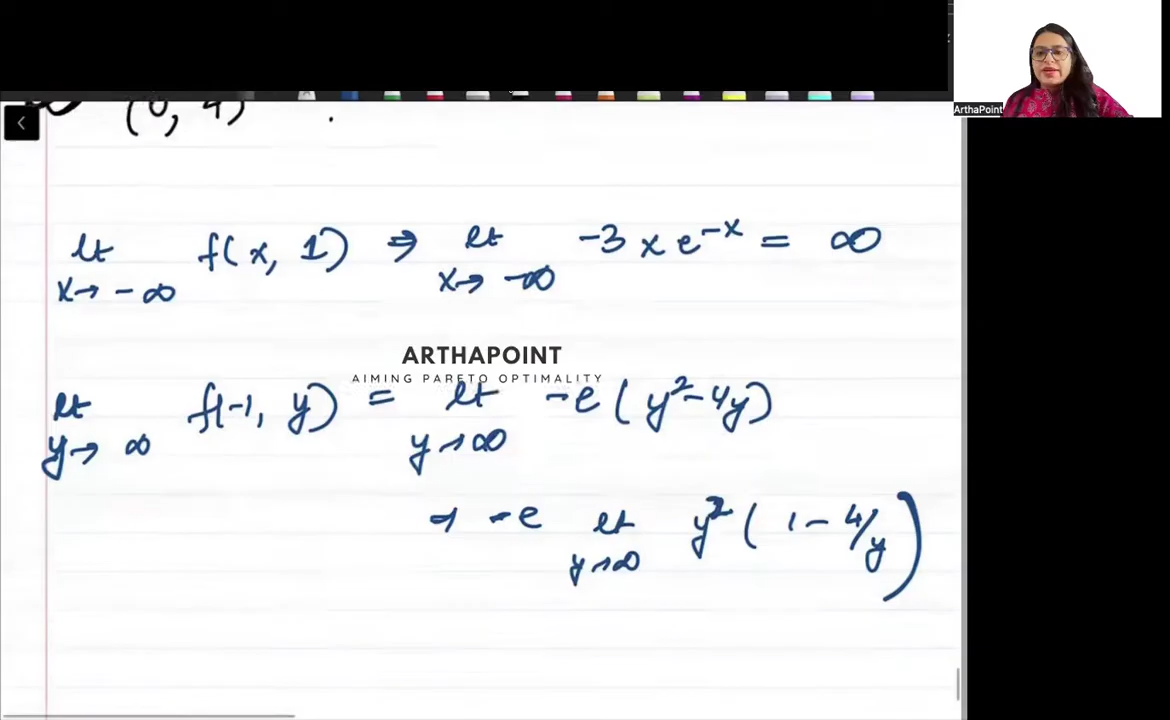 ArthaPoint
(0, 4) .
lt x→ -∞ f(x, 1) ⇒ lt x→ -∞ -3 x e^-x = ∞
ARTHAPOINT
AIMING PARETO OPTIMALITY
lt y→ ∞ f(-1, y) = lt y→∞ -e (y²-4y)
→ -e lt y→∞ y² (1 - 4/y)